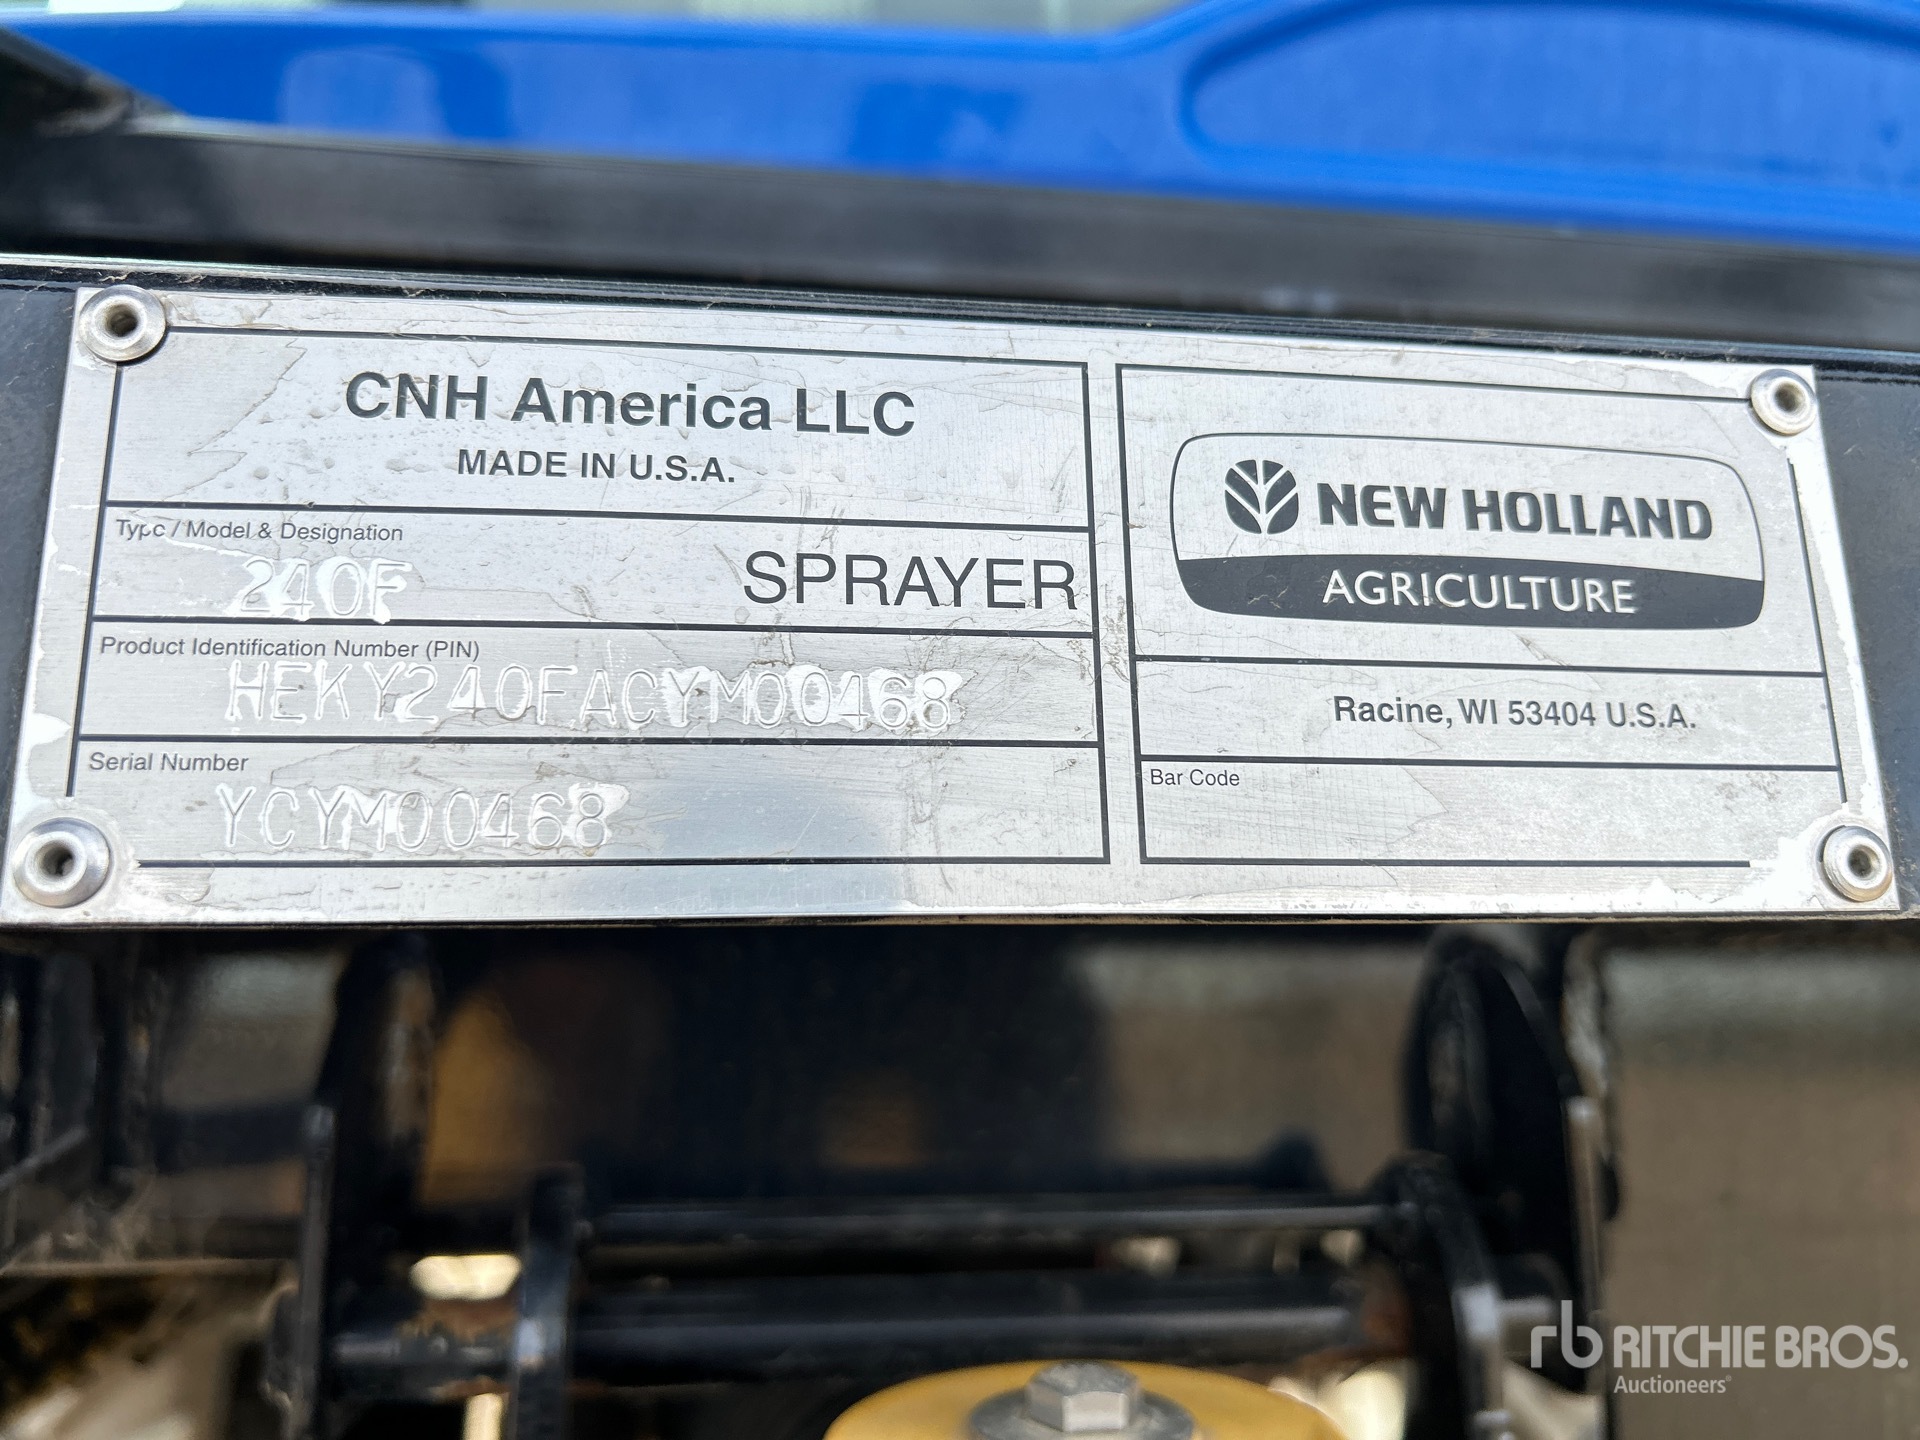 CNH America LLC
MADE IN U.S.A.
Type / Model & Designation
240F
SPRAYER
Product Identification Number (PIN)
HEKY240FACYM00468
Serial Number
YCYM00468
NEW HOLLAND
AGRICULTURE
Racine, WI 53404 U.S.A.
Bar Code
rb RITCHIE BROS.
Auctioneers